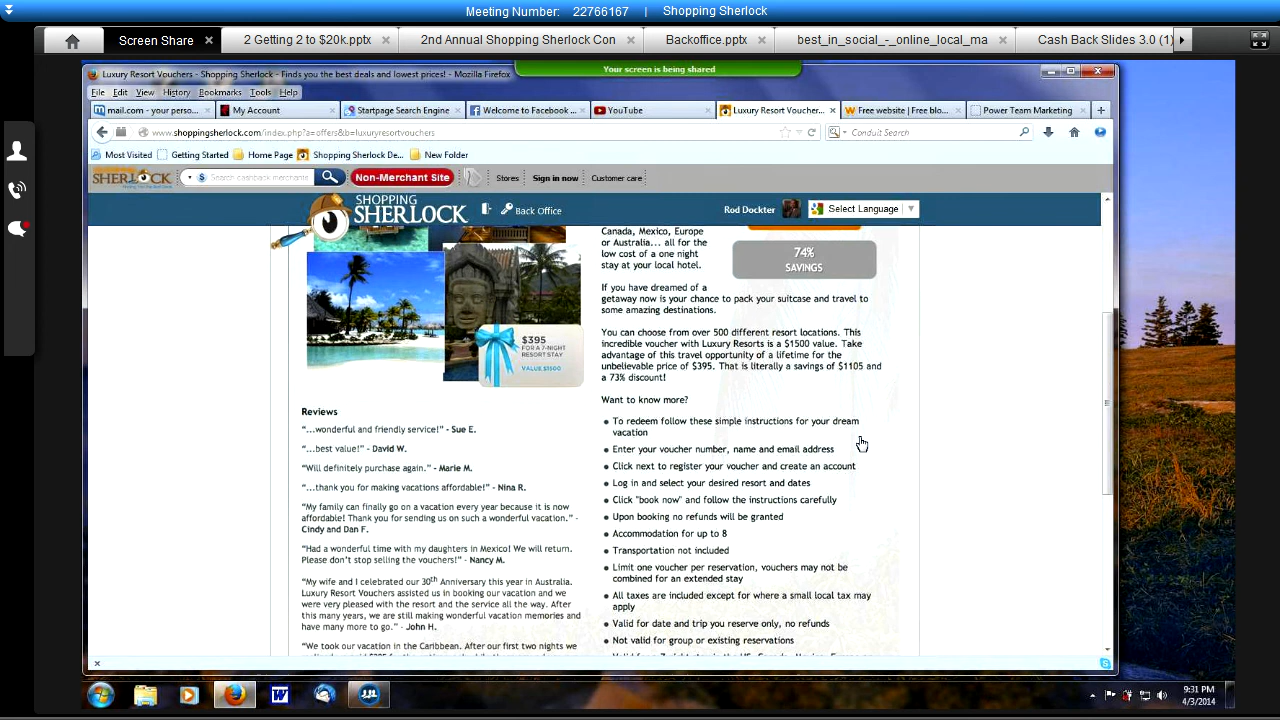 Meeting Number: 22766167 | Shopping Sherlock
Screen Share
2 Getting 2 to $20k.pptx
2nd Annual Shopping Sherlock Con
Backoffice.pptx
best_in_social_-_online_local_ma
Cash Back Slides 3.0 (1)
Luxury Resort Vouchers - Shopping Sherlock - Finds you the best deals and lowest prices! - Mozilla Firefox
Your screen is being shared
File Edit View History Bookmarks Tools Help
mail.com - your perso...
My Account
Startpage Search Engine
Welcome to Facebook ...
YouTube
Luxury Resort Voucher...
Free website | Free blo...
Power Team Marketing
www.shoppingsherlock.com/index.php?a=offers&b=luxuryresortvouchers
Conduit Search
Most Visited
Getting Started
Home Page
Shopping Sherlock De...
New Folder
SHERLOCK
Search cashback merchants
Non-Merchant Site
Stores
Sign in now
Customer care
SHOPPING
SHERLOCK
Back Office
Rod Dockter
Select Language
Canada, Mexico, Europe
or Australia... all for the
low cost of a one night
stay at your local hotel.
74%
SAVINGS
If you have dreamed of a
getaway now is your chance to pack your suitcase and travel to
some amazing destinations.
You can choose from over 500 different resort locations. This
incredible voucher with Luxury Resorts is a $1500 value. Take
advantage of this travel opportunity of a lifetime for the
unbelievable price of $395. That is literally a savings of $1105 and
a 73% discount!
$395
FOR A 7-NIGHT
RESORT STAY
VALUE $1500
Want to know more?
To redeem follow these simple instructions for your dream
vacation
Enter your voucher number, name and email address
Click next to register your voucher and create an account
Log in and select your desired resort and dates
Click "book now" and follow the instructions carefully
Upon booking no refunds will be granted
Accommodation for up to 8
Transportation not included
Limit one voucher per reservation, vouchers may not be
combined for an extended stay
All taxes are included except for where a small local tax may
apply
Valid for date and trip you reserve only, no refunds
Not valid for group or existing reservations
Reviews
"...wonderful and friendly service!" - Sue E.
"...best value!" - David W.
"Will definitely purchase again." - Marie M.
"...thank you for making vacations affordable!" - Nina R.
"My family can finally go on a vacation every year because it is now
affordable! Thank you for sending us on such a wonderful vacation." -
Cindy and Dan F.
"Had a wonderful time with my daughters in Mexico! We will return.
Please don't stop selling the vouchers!" - Nancy M.
"My wife and I celebrated our 30th Anniversary this year in Australia.
Luxury Resort Vouchers assisted us in booking our vacation and we
were very pleased with the resort and the service all the way. After
this many years, we are still making wonderful vacation memories and
have many more to go." - John H.
"We took our vacation in the Caribbean. After our first two nights we
9:31 PM
4/3/2014